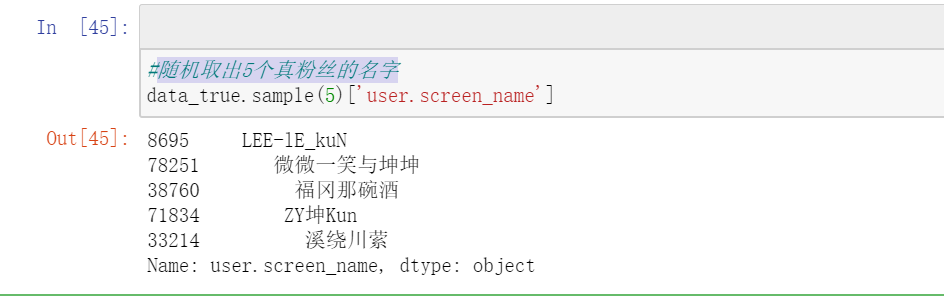 In [45]:
#随机取出5个真粉丝的名字
data_true.sample(5)['user.screen_name']
Out[45]:
8695 LEE-lE_kuN
78251 微微一笑与坤坤
38760 福冈那碗酒
71834 ZY坤Kun
33214 溪绕川萦
Name: user.screen_name, dtype: object